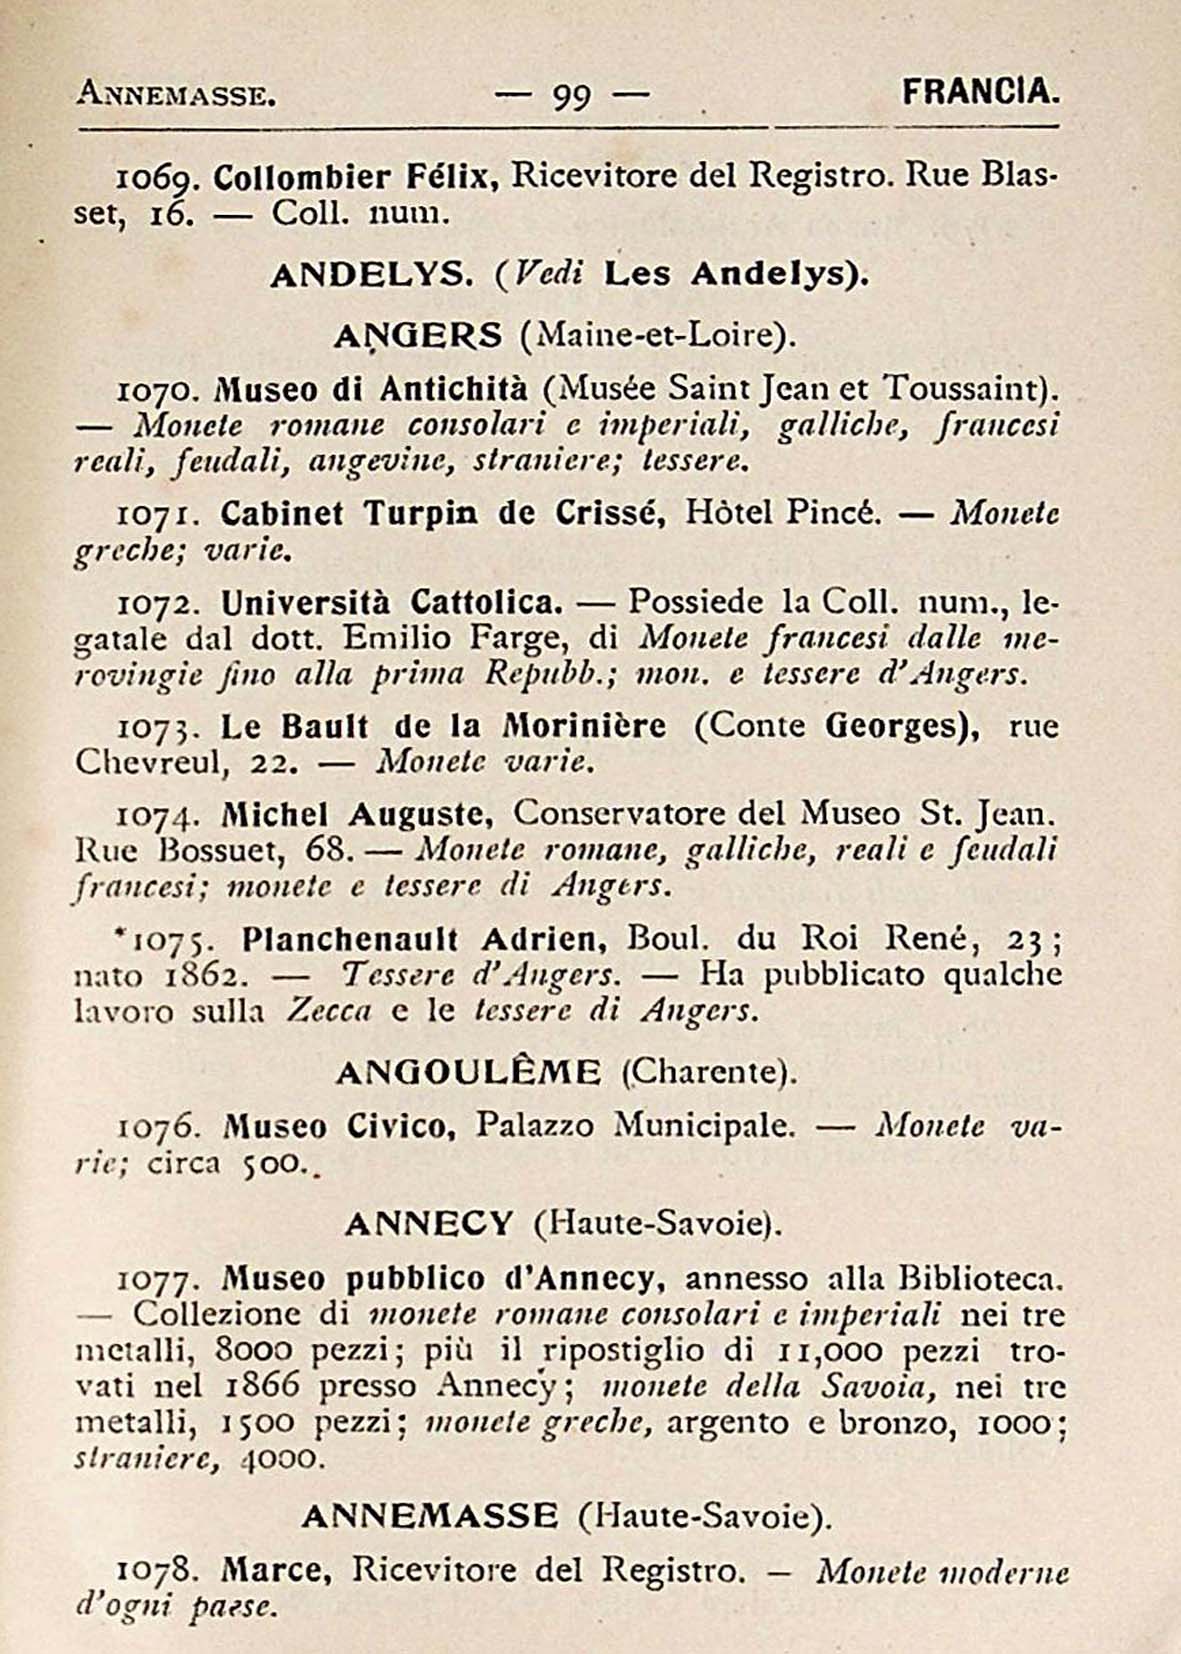 ANNEMASSE. — 99 — FRANCIA.
1069. Collombier Félix, Ricevitore del Registro. Rue Blas-
set, 16. — Coll. num.
ANDELYS. (Vedi Les Andelys).
ANGERS (Maine-et-Loire).
1070. Museo di Antichità (Musée Saint Jean et Toussaint).
— Monete romane consolari e imperiali, galliche, francesi
reali, feudali, angevine, straniere; tessere.
1071. Cabinet Turpin de Crissé, Hòtel Pincé. — Monete
greche; varie.
1072. Università Cattolica. — Possiede la Coll. num., le-
gatale dal dott. Emilio Farge, di Monete francesi dalle me-
rovingie fino alla prima Repubb.; mon. e tessere d'Angers.
1073. Le Bault de la Morinière (Conte Georges), rue
Chevreul, 22. — Monete varie.
1074. Michel Auguste, Conservatore del Museo St. Jean.
Rue Bossuet, 68. — Monete romane, galliche, reali e feudali
francesi; monete e tessere di Angers.
*1075. Planchenault Adrien, Boul. du Roi René, 23;
nato 1862. — Tessere d'Angers. — Ha pubblicato qualche
lavoro sulla Zecca e le tessere di Angers.
ANGOULÊME (Charente).
1076. Museo Civico, Palazzo Municipale. — Monete va-
rie; circa 500.
ANNECY (Haute-Savoie).
1077. Museo pubblico d'Annecy, annesso alla Biblioteca.
— Collezione di monete romane consolari e imperiali nei tre
metalli, 8000 pezzi; più il ripostiglio di 11,000 pezzi tro-
vati nel 1866 presso Annecy; monete della Savoia, nei tre
metalli, 1500 pezzi; monete greche, argento e bronzo, 1000;
straniere, 4000.
ANNEMASSE (Haute-Savoie).
1078. Marce, Ricevitore del Registro. — Monete moderne
d'ogni paese.